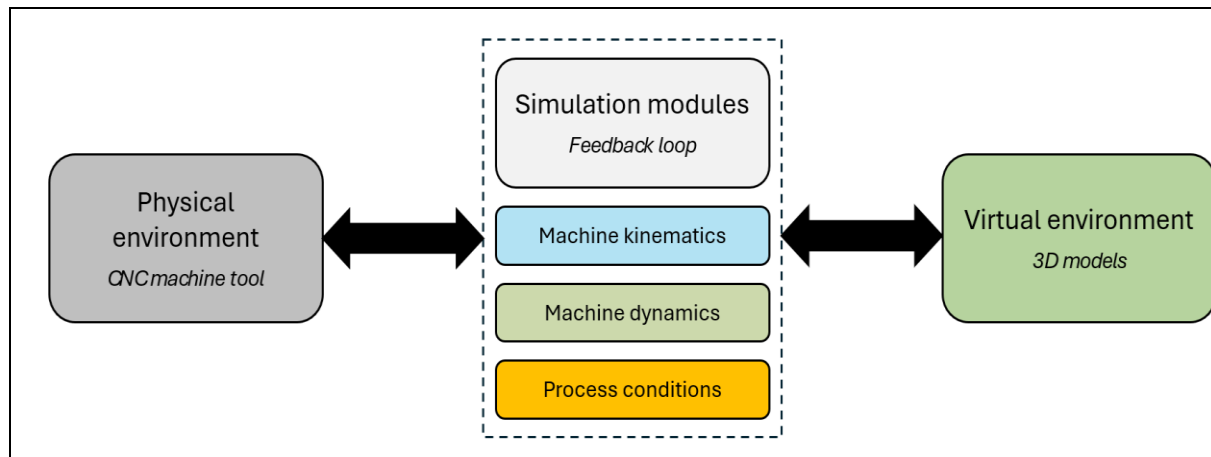 Physical
environment
CNC machine tool
Simulation modules
Feedback loop
Machine kinematics
Machine dynamics
Process conditions
Virtual environment
3D models